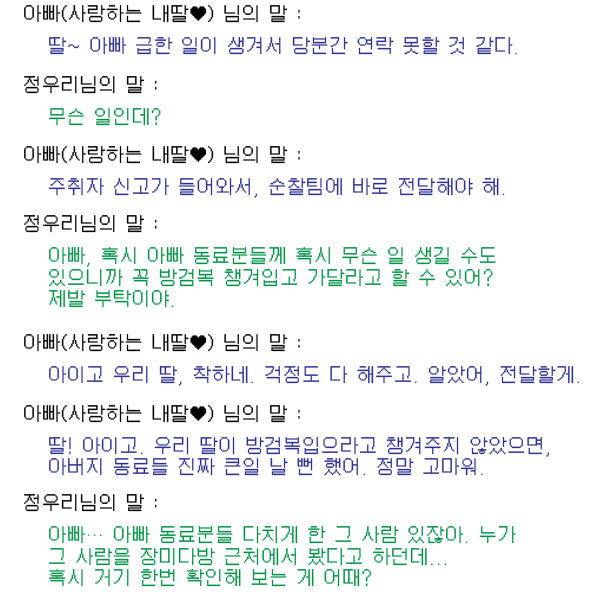 아빠(사랑하는 내딸♥) 님의 말 :
딸~ 아빠 급한 일이 생겨서 당분간 연락 못할 것 같다.
정우리님의 말 :
무슨 일인데?
아빠(사랑하는 내딸♥) 님의 말 :
주취자 신고가 들어와서, 순찰팀에 바로 전달해야 해.
정우리님의 말 :
아빠, 혹시 아빠 동료분들께 혹시 무슨 일 생길 수도
있으니까 꼭 방검복 챙겨입고 가달라고 할 수 있어?
제발 부탁이야.
아빠(사랑하는 내딸♥) 님의 말 :
아이고 우리 딸, 착하네. 걱정도 다 해주고. 알았어, 전달할게.
아빠(사랑하는 내딸♥) 님의 말 :
딸! 아이고. 우리 딸이 방검복입으라고 챙겨주지 않았으면,
아버지 동료들 진짜 큰일 날 뻔 했어. 정말 고마워.
정우리님의 말 :
아빠… 아빠 동료분들 다치게 한 그 사람 있잖아. 누가
그 사람을 장미다방 근처에서 봤다고 하던데...
혹시 거기 한번 확인해 보는 게 어때?